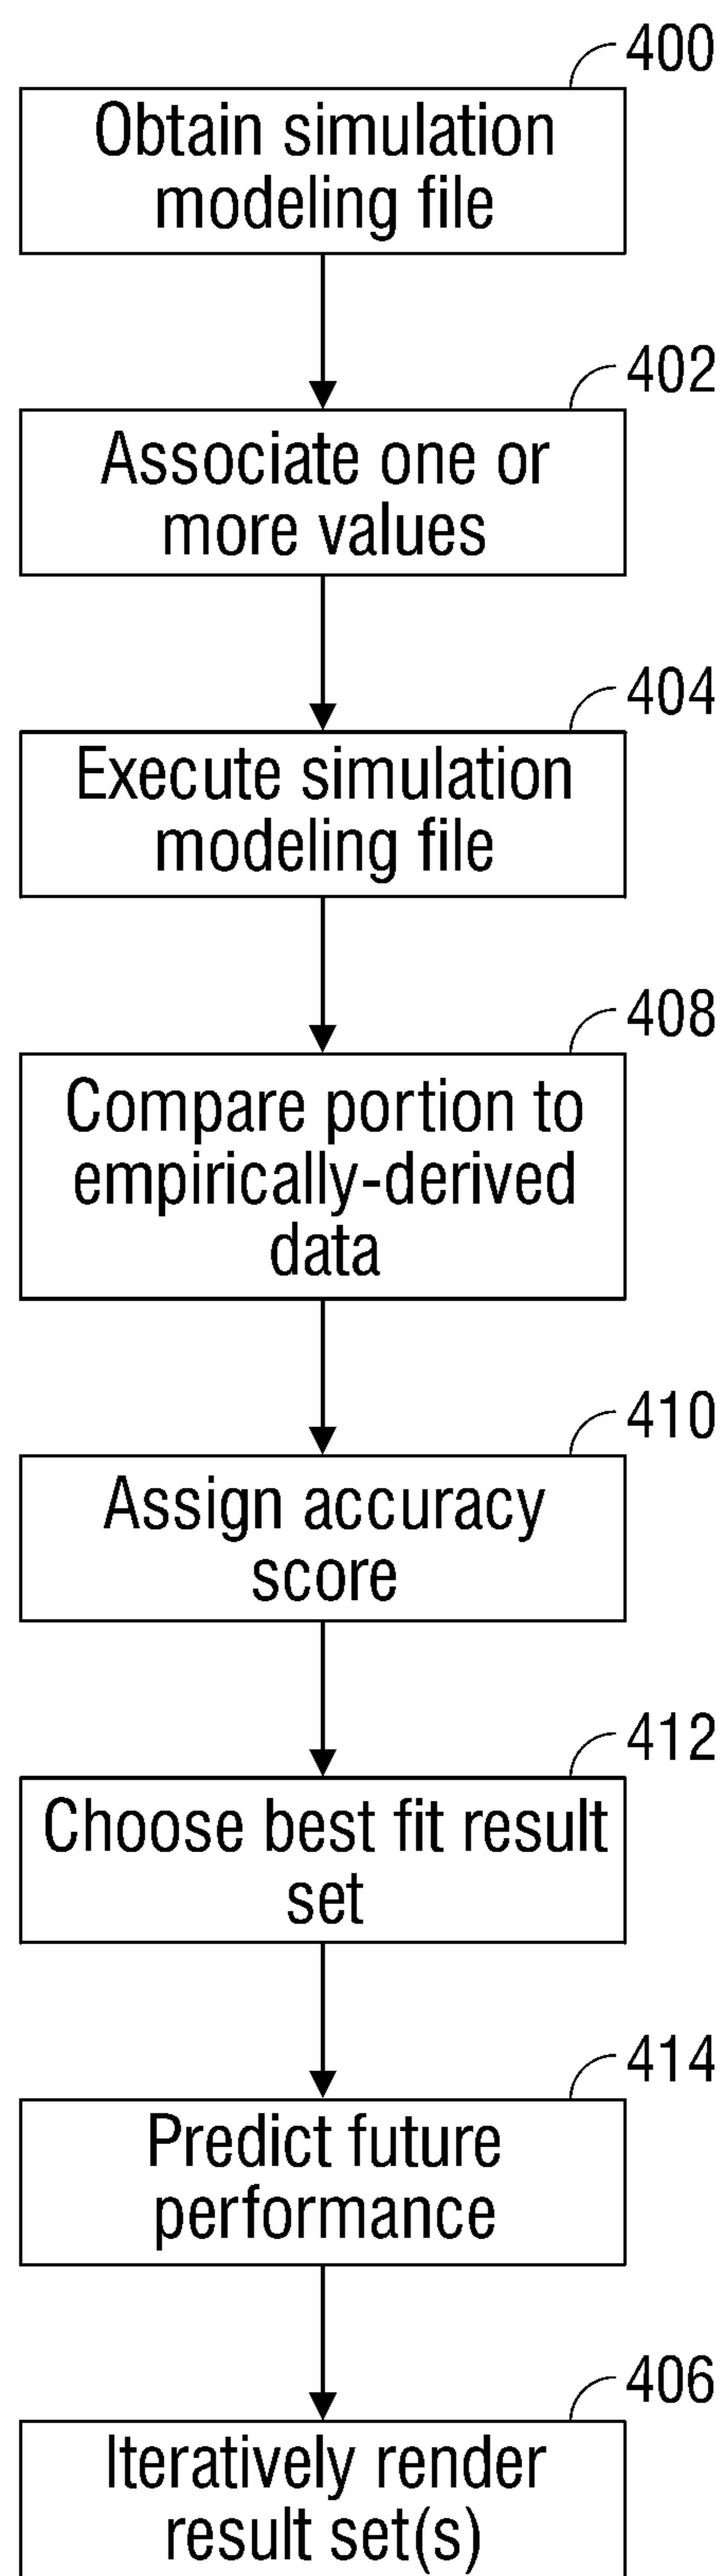 400
Obtain simulation
modeling file
402
Associate one or
more values
404
Execute simulation
modeling file
408
Compare portion to
empirically-derived
data
410
Assign accuracy
score
412
Choose best fit result
set
414
Predict future
performance
406
Iteratively render
result set(s)